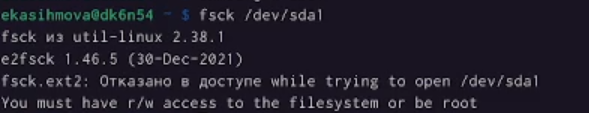 ekasihmova@dk6n54 ~ $ fsck /dev/sda1
fsck из util-linux 2.38.1
e2fsck 1.46.5 (30-Dec-2021)
fsck.ext2: Отказано в доступе while trying to open /dev/sda1
You must have r/w access to the filesystem or be root